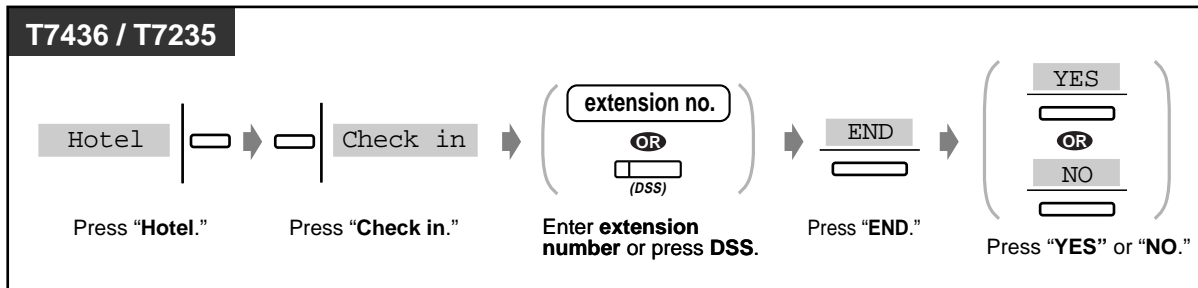 T7436 / T7235
Hotel
Check in
extension no.
OR
(DSS)
END
YES
OR
NO
Press “Hotel.”
Press “Check in.”
Enter extension
number or press DSS.
Press “END.”
Press “YES” or “NO.”